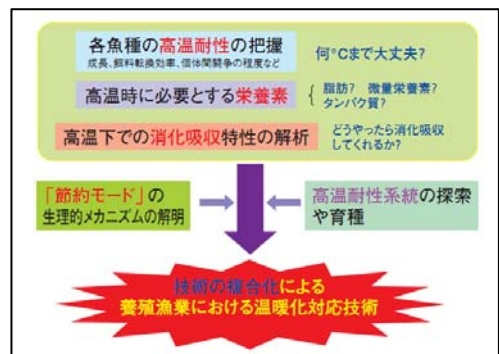 各魚種の高温耐性の把握
成長、飼料転換効率、個体間闘争の程度など
何℃まで大丈夫?
高温時に必要とする栄養素
脂肪? 微量栄養素?
タンパク質?
高温下での消化吸収特性の解析
どうやったら消化吸収
してくれるか?
「節約モード」の
生理的メカニズムの解明
高温耐性系統の探索
や育種
技術の複合化による
養殖漁業における温暖化対応技術